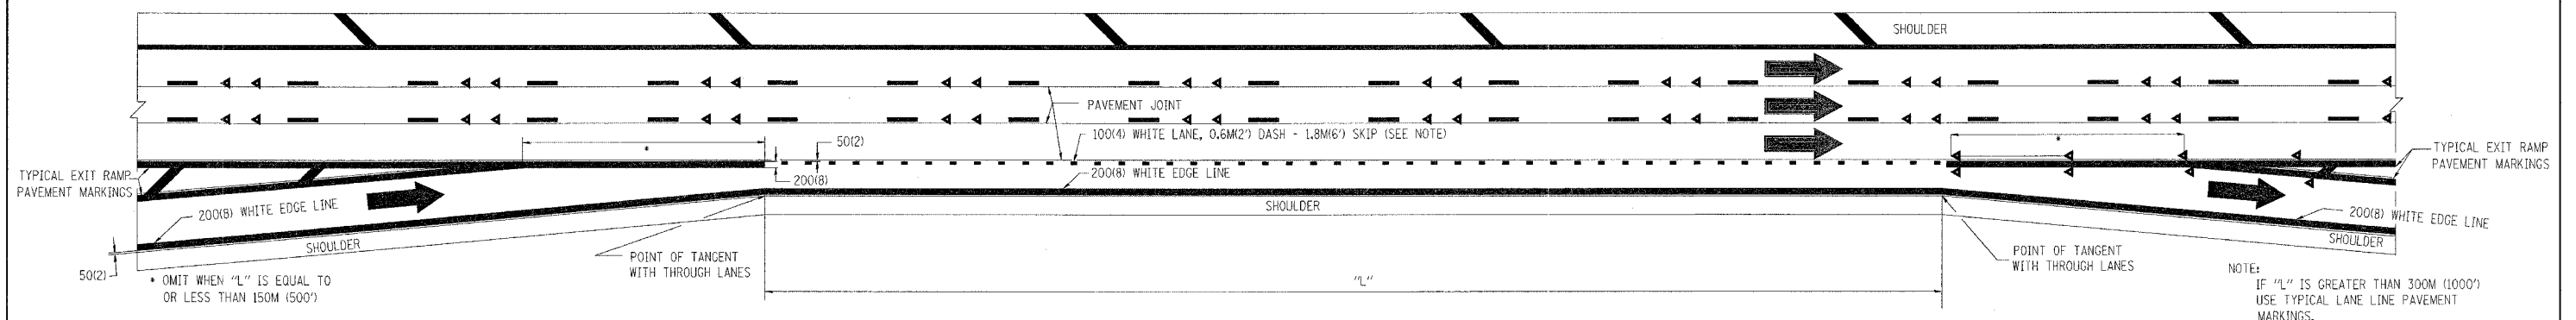 SHOULDER
PAVEMENT JOINT
100(4) WHITE LANE, 0.6M(2') DASH - 1.8M(6') SKIP (SEE NOTE)
*
50(2)
*
TYPICAL EXIT RAMP
PAVEMENT MARKINGS
200(8)
200(8) WHITE EDGE LINE
TYPICAL EXIT RAMP
PAVEMENT MARKINGS
200(8) WHITE EDGE LINE
SHOULDER
200(8) WHITE EDGE LINE
SHOULDER
SHOULDER
50(2)
POINT OF TANGENT
WITH THROUGH LANES
POINT OF TANGENT
WITH THROUGH LANES
* OMIT WHEN "L" IS EQUAL TO
OR LESS THAN 150M (500')
"L"
NOTE:
IF "L" IS GREATER THAN 300M (1000')
USE TYPICAL LANE LINE PAVEMENT
MARKINGS.